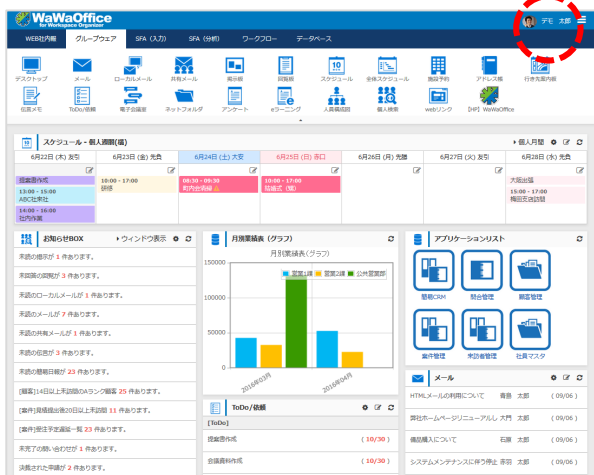 WaWaOffice
for Workspace Organizer
デモ 太郎
WEB社内報 グループウェア SFA（入力） SFA（分析） ワークフロー データベース
デスクトップ メール ローカルメール 共有メール 掲示板 回覧板 スケジュール 全体スケジュール 施設予約 アドレス帳 行き先案内板
伝言メモ ToDo/依頼 電子会議室 ネットフォルダ アンケート eラーニング 人員構成図 個人検索 webリンク 【HP】WaWaOffice
スケジュール - 個人週間(週)
個人月間
6月22日 (木) 友引 6月23日 (金) 先負 6月24日 (土) 大安 6月25日 (日) 赤口 6月26日 (月) 先勝 6月27日 (火) 友引 6月28日 (水) 先負
提案書作成
13:00 - 15:00
ABC社来社
14:00 - 16:00
社内作業
10:00 - 17:00
研修
08:30 - 09:30
町内会清掃
10:00 - 17:00
結婚式（猪）
大阪出張
15:00 - 17:00
梅田支店訪問
お知らせBOX
ウィンドウ表示
未読の掲示が 1 件あります。
未回答の回覧が 3 件あります。
未読のローカルメールが 1 件あります。
未読のメールが 7 件あります。
未読の共有メールが 1 件あります。
未読の伝言が 3 件あります。
未読の簡易日報が 23 件あります。
[顧客]14日以上未訪問のAランク顧客 25 件あります。
[案件]見積提出後20日以上未訪問 11 件あります。
[案件]受注予定遅延一覧 23 件あります。
未完了の問い合わせが 1 件あります。
決裁された申請が 2 件あります。
月別業績表（グラフ）
月別業績表(グラフ)
営業1課 営業2課 公共営業部
150000
100000
50000
0
2016年03月 2016年04月
ToDo/依頼
[ToDo]
提案書作成 （10/30）
会議資料作成 （10/30）
アプリケーションリスト
簡易CRM 照会管理 顧客管理
案件管理 来訪者管理 社員マスタ
メール
HTMLメールの利用について 青島 太郎 （09/06）
弊社ホームページリニューアルし 大門 太郎 （09/06）
備品購入について 石原 太郎 （09/06）
システムメンテナンスに伴う停止 赤羽 太郎 （09/06）